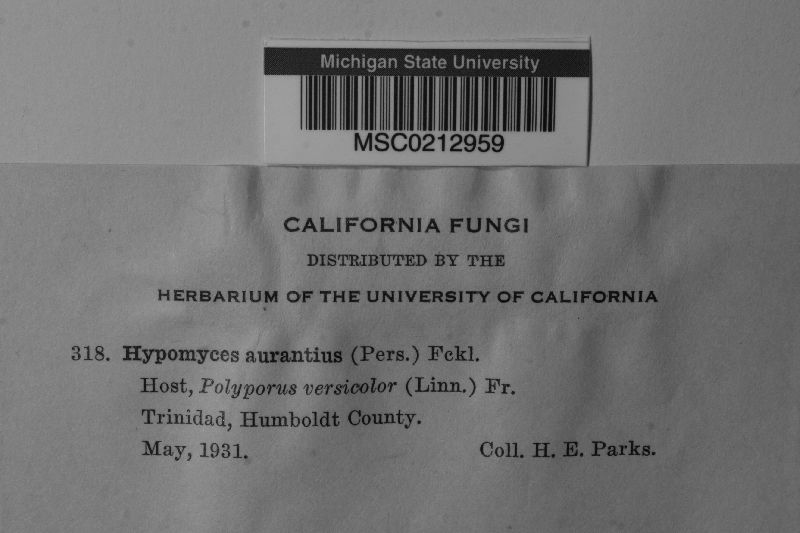 Michigan State University
MSC0212959
CALIFORNIA FUNGI
DISTRIBUTED BY THE
HERBARIUM OF THE UNIVERSITY OF CALIFORNIA
318. Hypomyces aurantius (Pers.) Fckl.
Host, Polyporus versicolor (Linn.) Fr.
Trinidad, Humboldt County.
May, 1931. Coll. H. E. Parks.